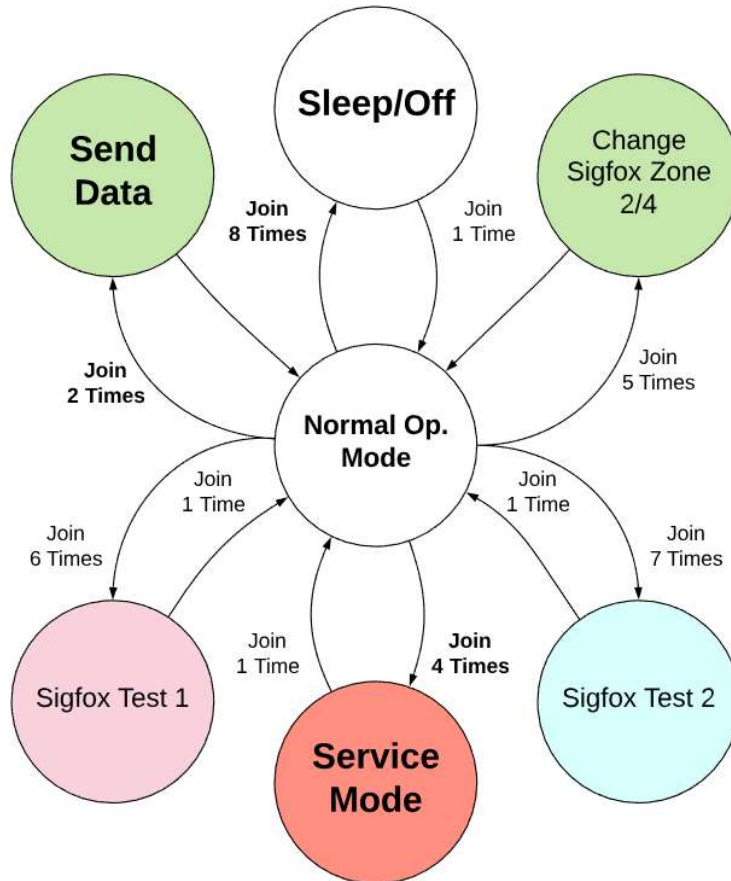 Sleep/Off
Send
Data
Change
Sigfox Zone
2/4
Join
8 Times
Join
1 Time
Join
2 Times
Join
5 Times
Normal Op.
Mode
Join
1 Time
Join
1 Time
Join
6 Times
Join
7 Times
Join
1 Time
Join
4 Times
Sigfox Test 1
Sigfox Test 2
Service
Mode